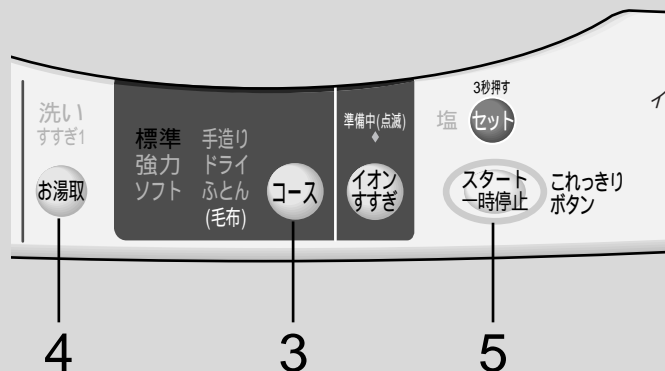 洗い
すすぎ1
お湯取
標準
強力
ソフト
手造り
ドライ
ふとん
(毛布)
コース
準備中(点滅)
イオン
すすぎ
3秒押す
塩
セット
スタート
一時停止
これっきり
ボタン
イ
4
3
5